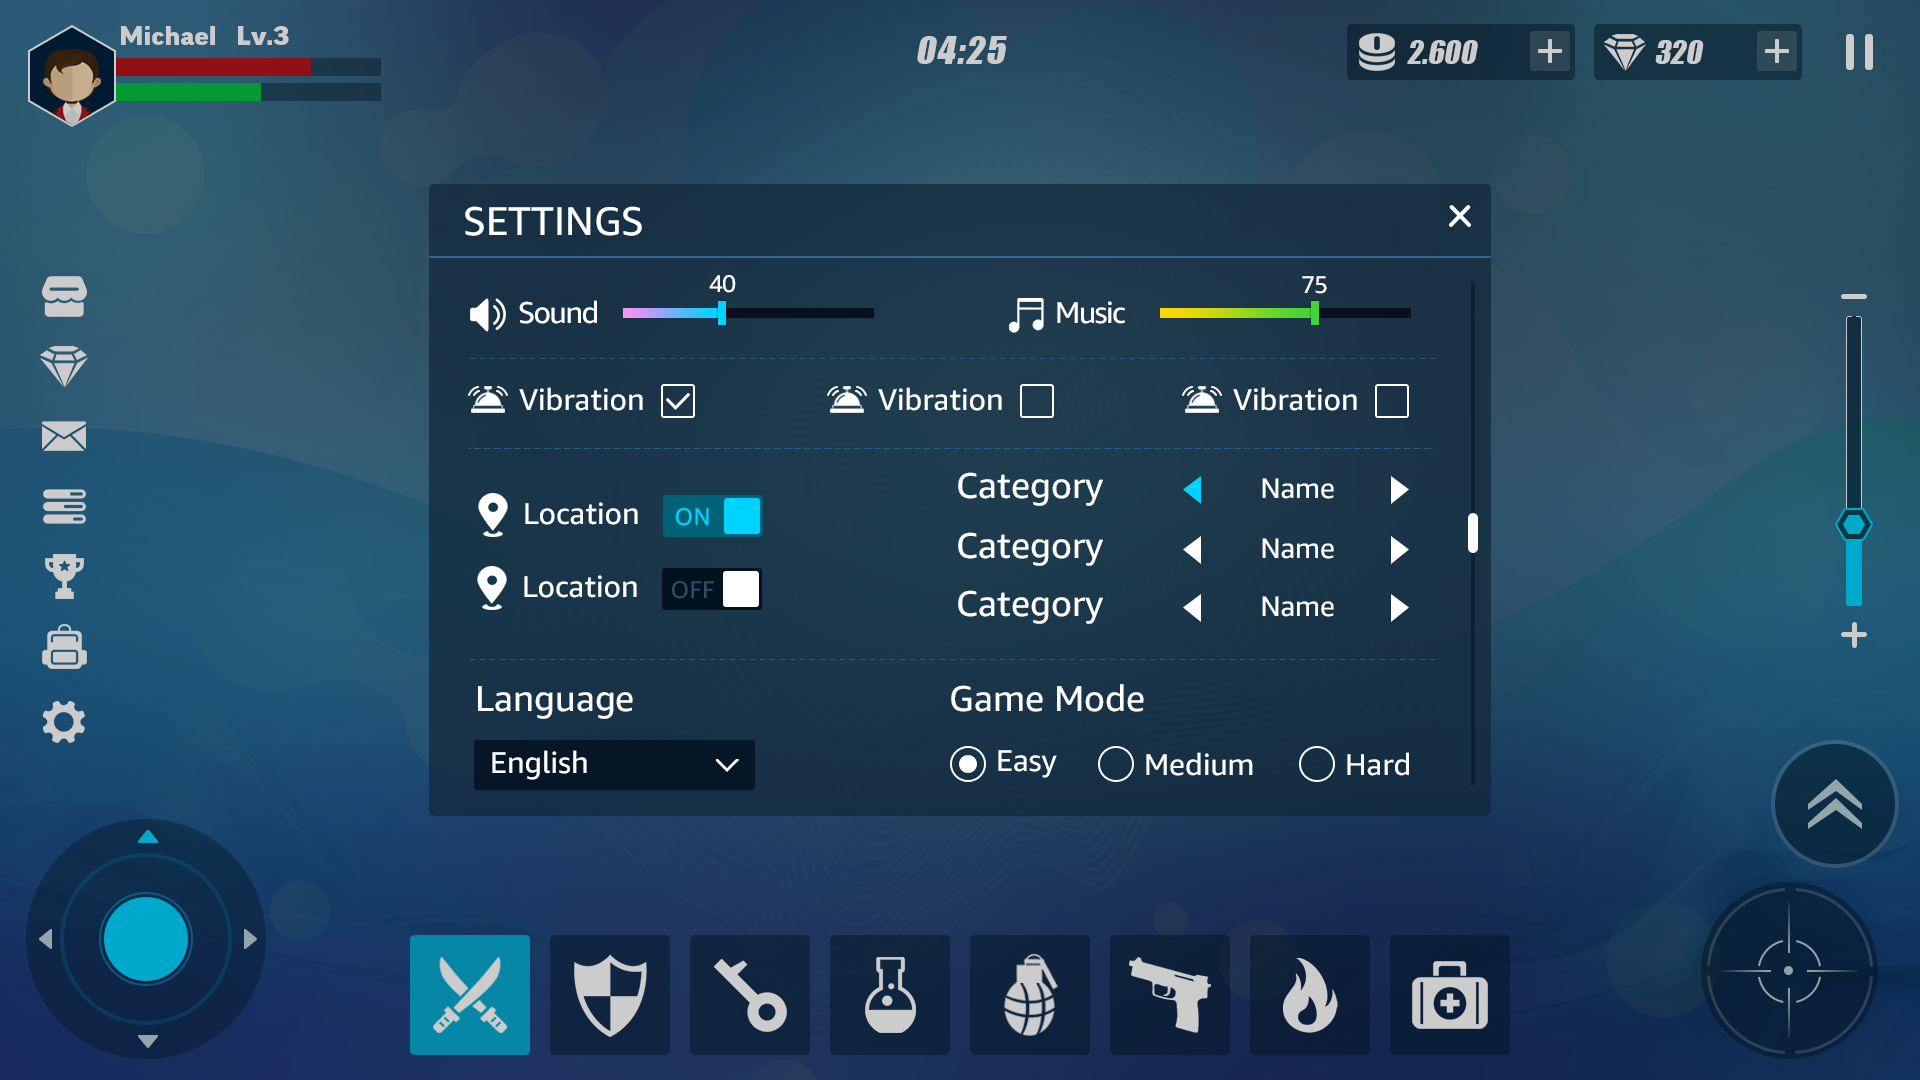 Michael Lv.3
04:25
2.600
320
SETTINGS
40
75
Sound
Music
Vibration
Vibration
Vibration
Category
Name
Location
ON
Category
Name
Location
OFF
Category
Name
Language
Game Mode
English
Easy
Medium
Hard